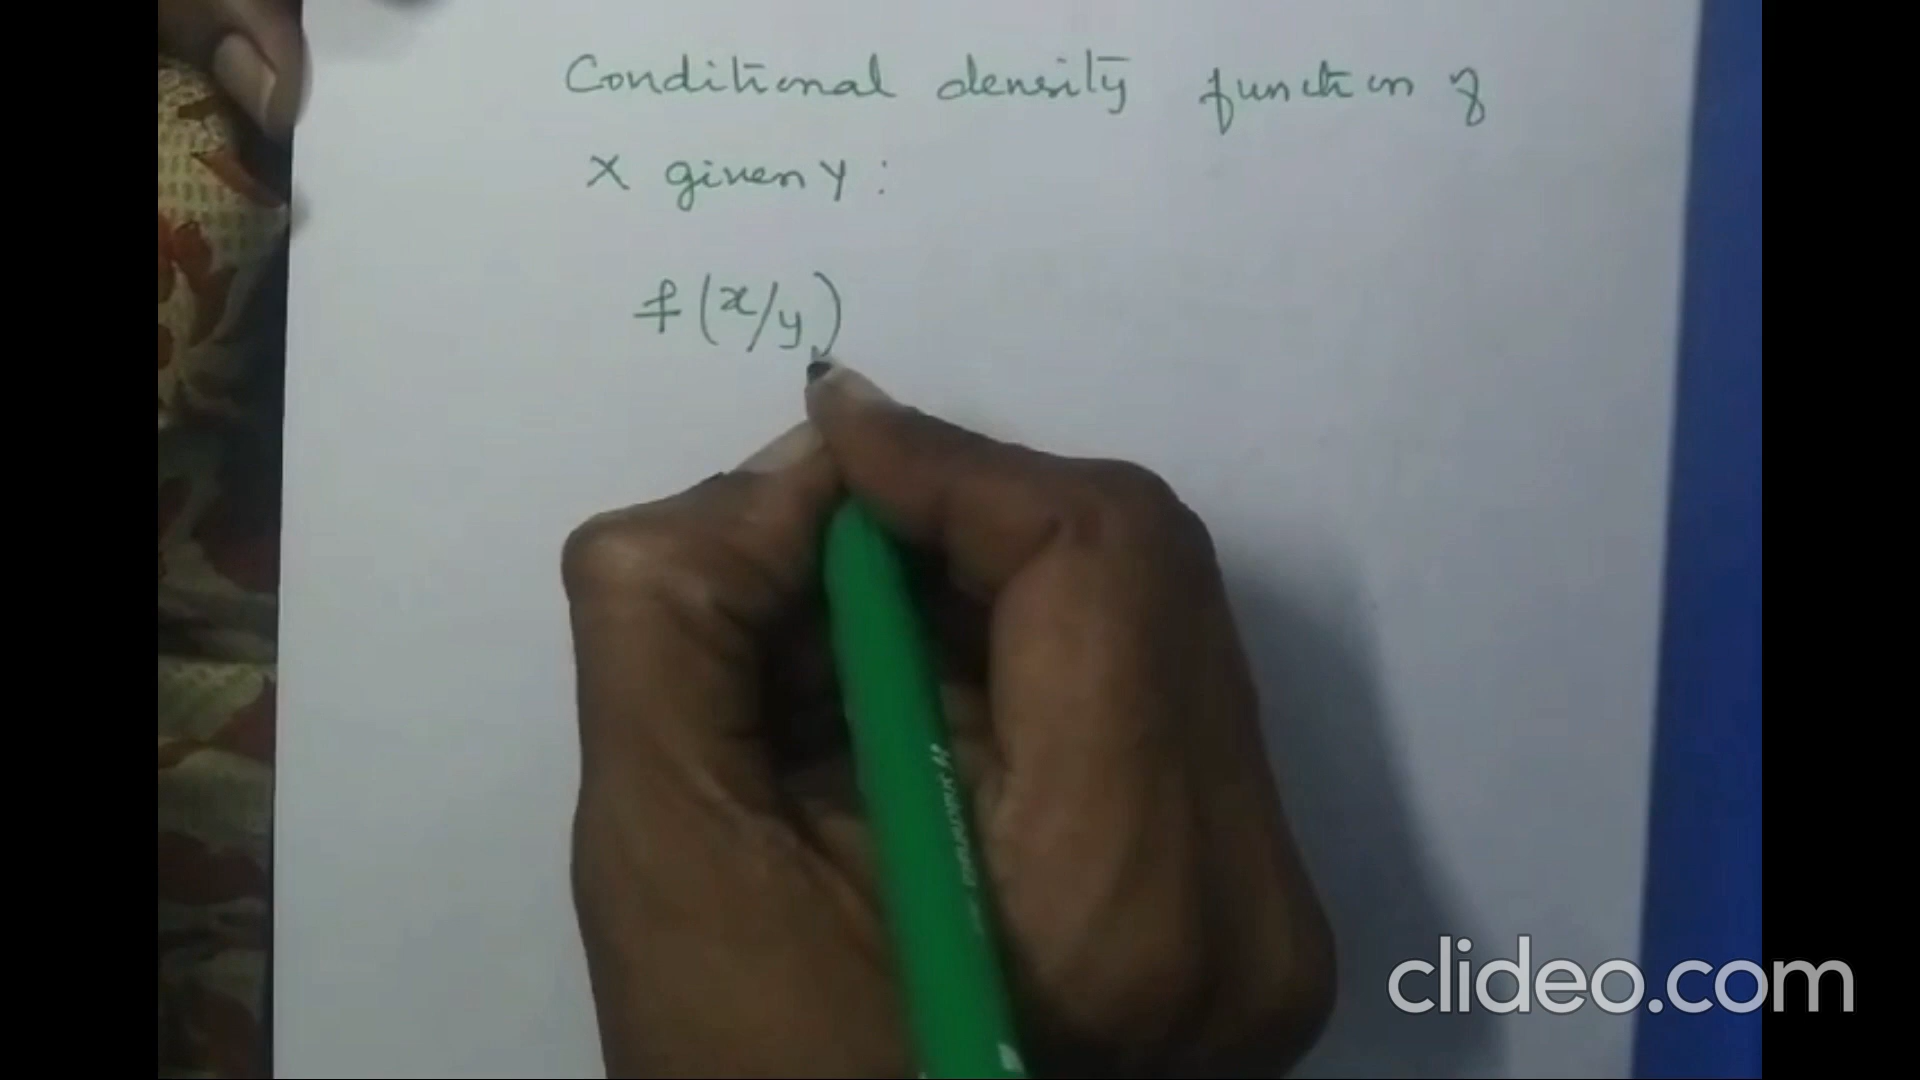 Conditional density function of
X given Y :
f(x/y)
clideo.com